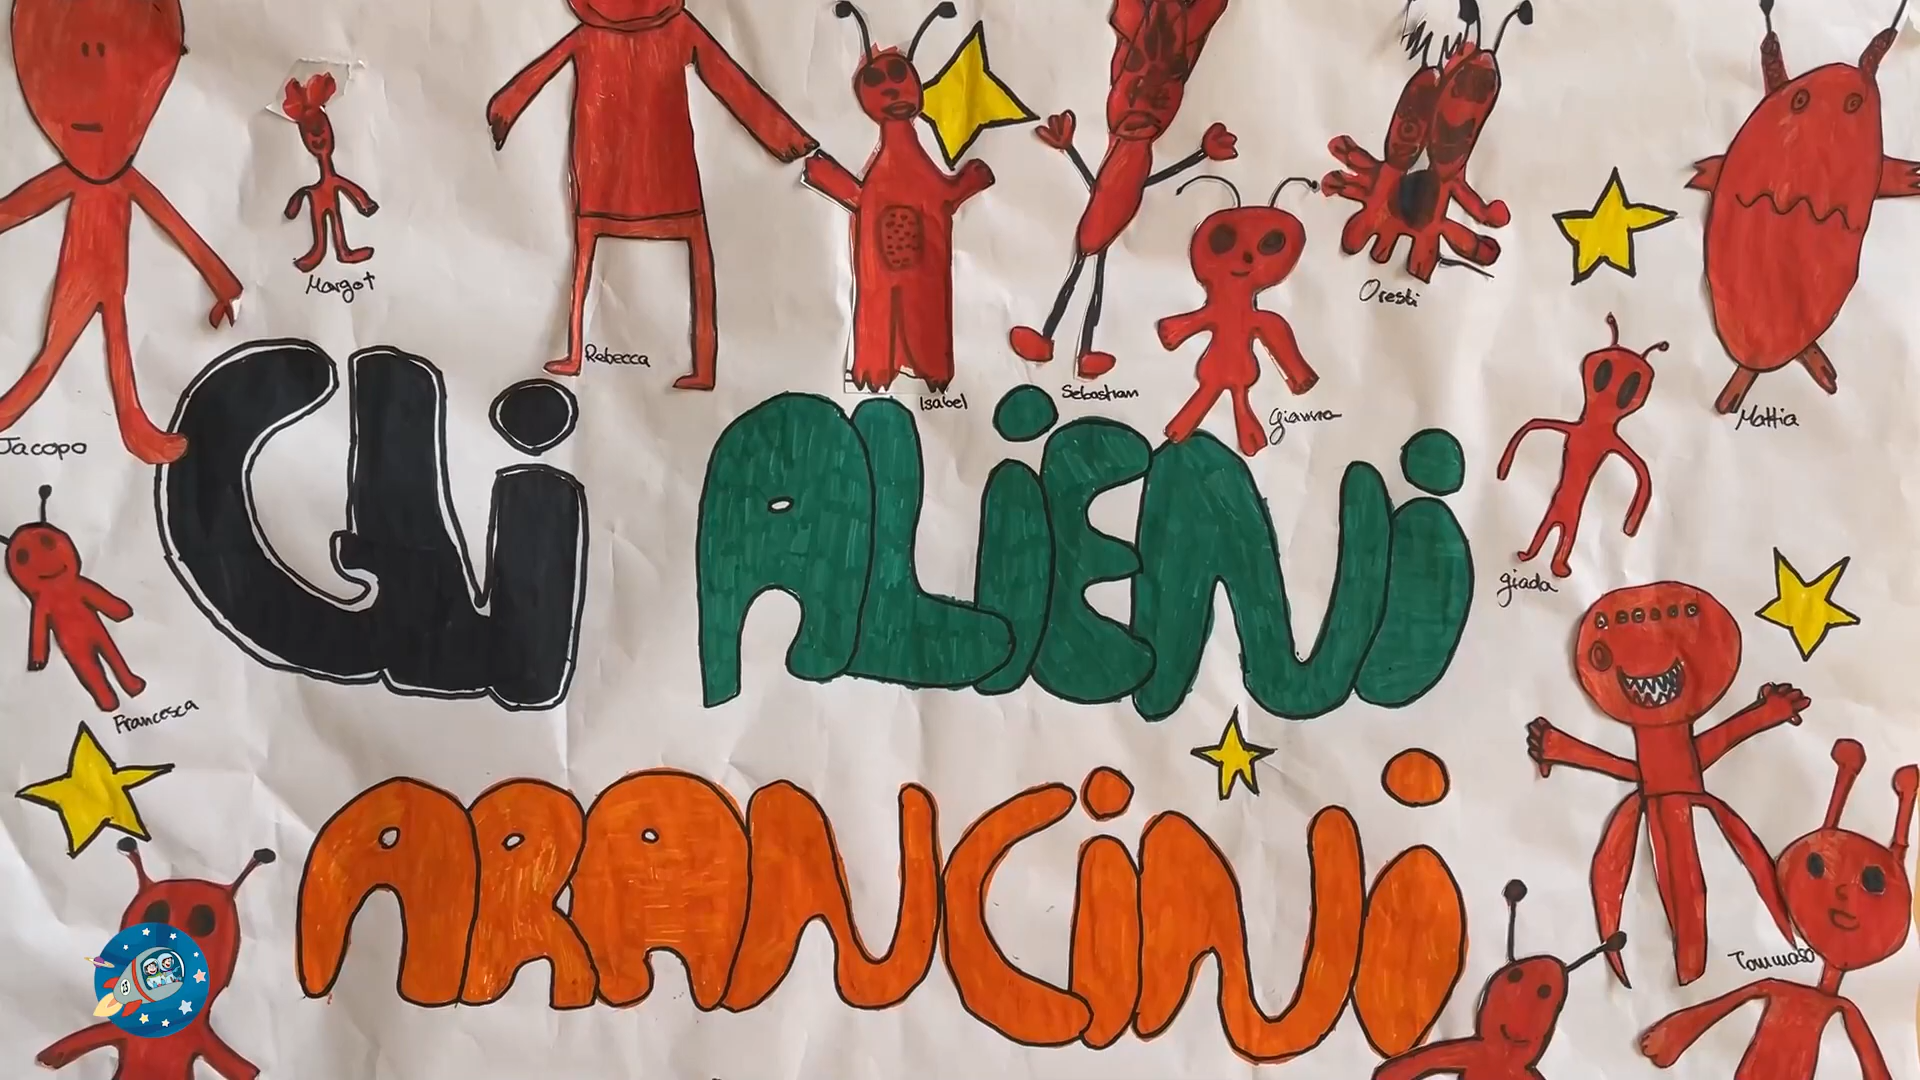 Margot
Rebecca
Isabel
Sebastian
Gianna
Oresti
Mattia
Jacopo
Giada
Francesca
Tommaso
Gli ALiENi
ARANCiNi